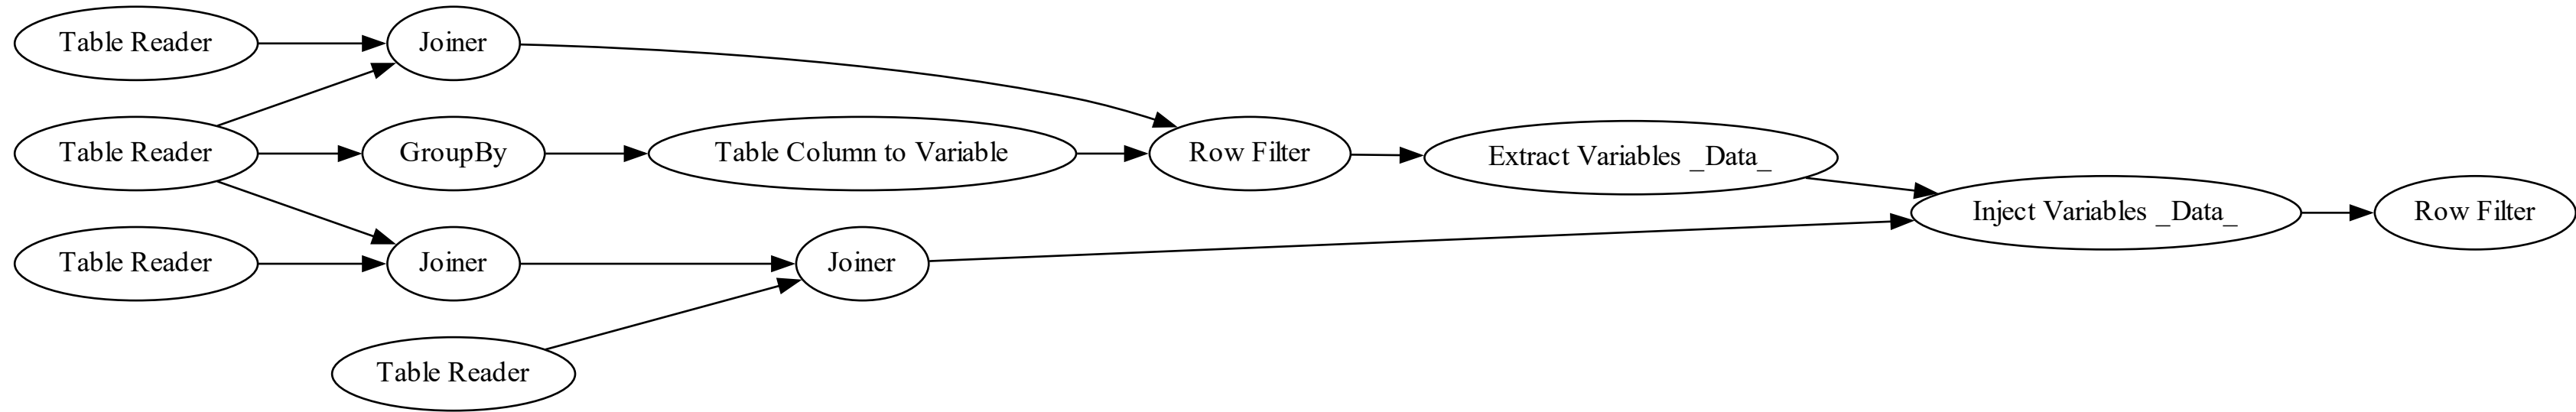 Table Reader
Joiner
Table Reader
GroupBy
Table Column to Variable
Row Filter
Extract Variables _Data_
Table Reader
Joiner
Joiner
Inject Variables _Data_
Row Filter
Table Reader